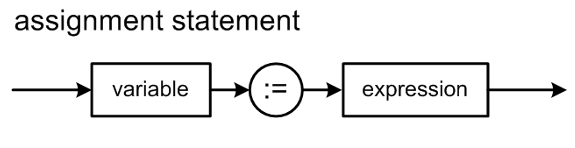 assignment statement
variable := expression